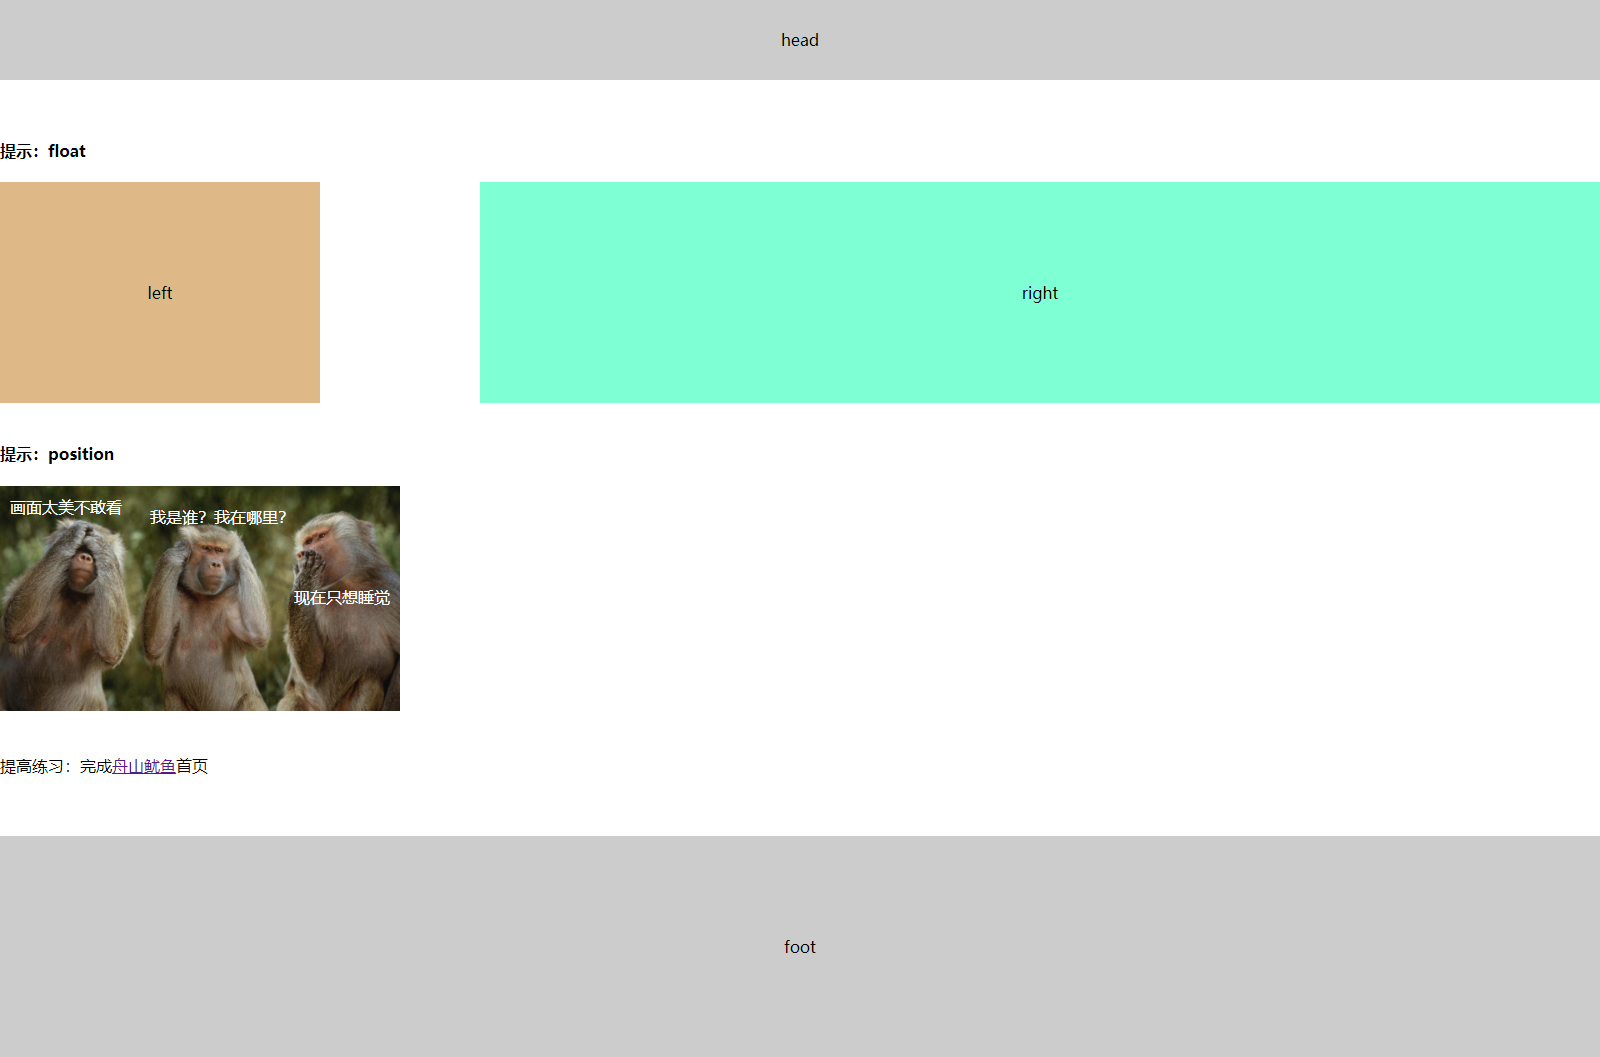 head
提示：float
left
right
提示：position
画面太美不敢看
我是谁？我在哪里？
现在只想睡觉
提高练习：完成舟山鱿鱼首页
foot